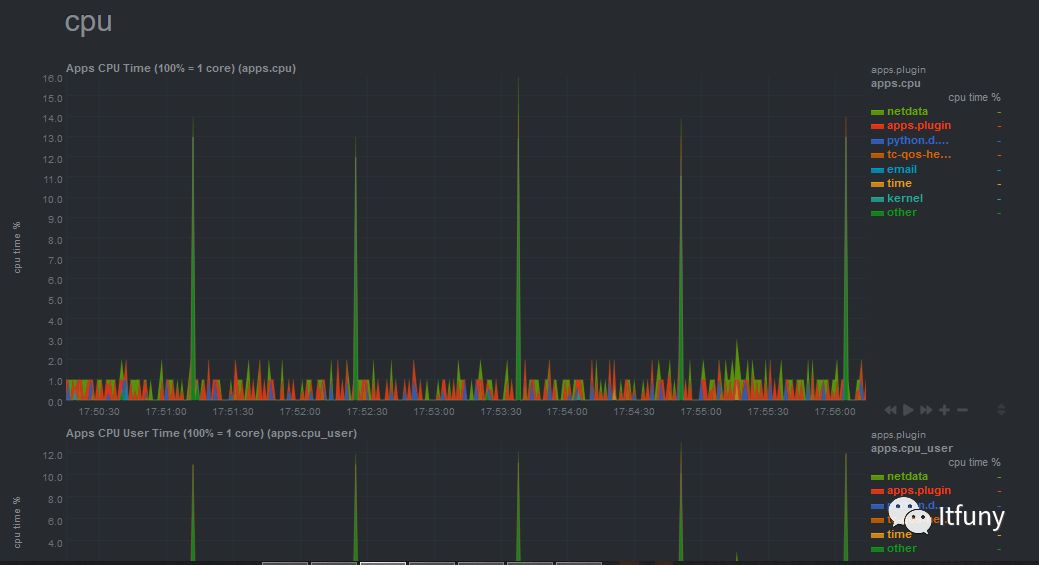 cpu
Apps CPU Time (100% = 1 core) (apps.cpu)
apps.plugin
apps.cpu
cpu time %
netdata -
apps.plugin -
python.d.... -
tc-qos-he... -
email -
time -
kernel -
other -
16.0
15.0
14.0
13.0
12.0
11.0
10.0
9.0
8.0
7.0
6.0
5.0
4.0
3.0
2.0
1.0
0.0
cpu time %
17:50:30 17:51:00 17:51:30 17:52:00 17:52:30 17:53:00 17:53:30 17:54:00 17:54:30 17:55:00 17:55:30 17:56:00
Apps CPU User Time (100% = 1 core) (apps.cpu_user)
apps.plugin
apps.cpu_user
cpu time %
netdata -
apps.plugin -
time -
other -
12.0
10.0
8.0
6.0
4.0
cpu time %
Itfuny